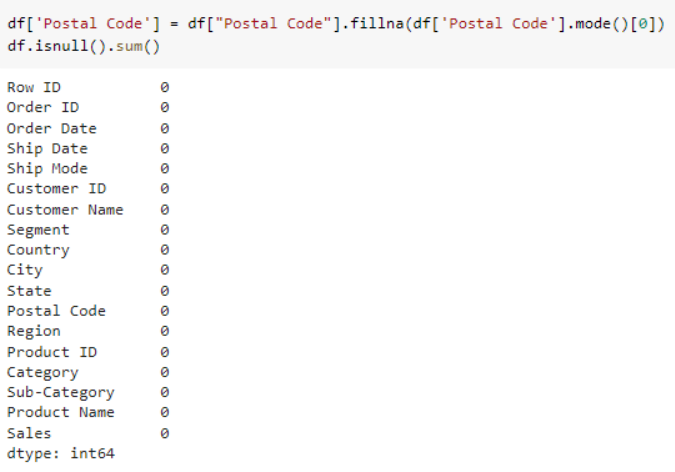 df['Postal Code'] = df["Postal Code"].fillna(df['Postal Code'].mode()[0])
df.isnull().sum()
Row ID 0
Order ID 0
Order Date 0
Ship Date 0
Ship Mode 0
Customer ID 0
Customer Name 0
Segment 0
Country 0
City 0
State 0
Postal Code 0
Region 0
Product ID 0
Category 0
Sub-Category 0
Product Name 0
Sales 0
dtype: int64